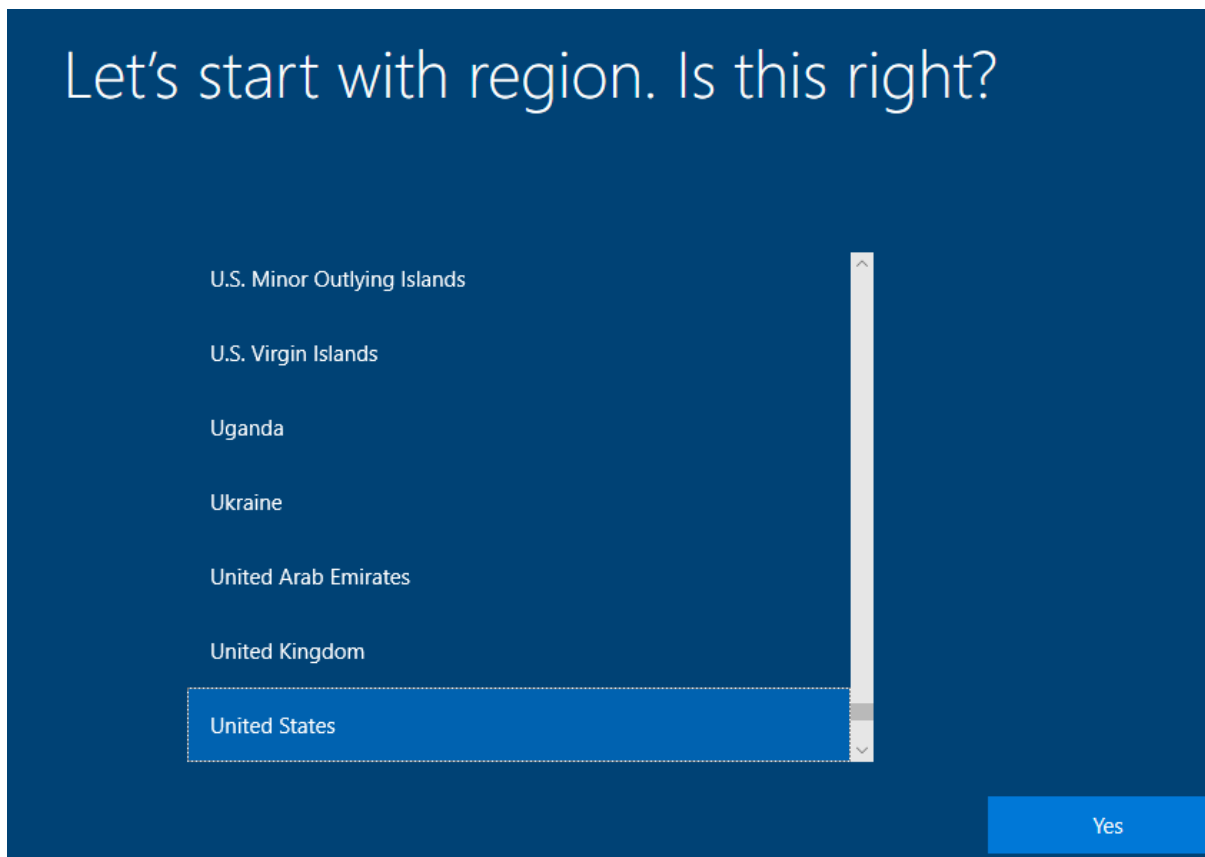 Let's start with region. Is this right?
U.S. Minor Outlying Islands
U.S. Virgin Islands
Uganda
Ukraine
United Arab Emirates
United Kingdom
United States
Yes